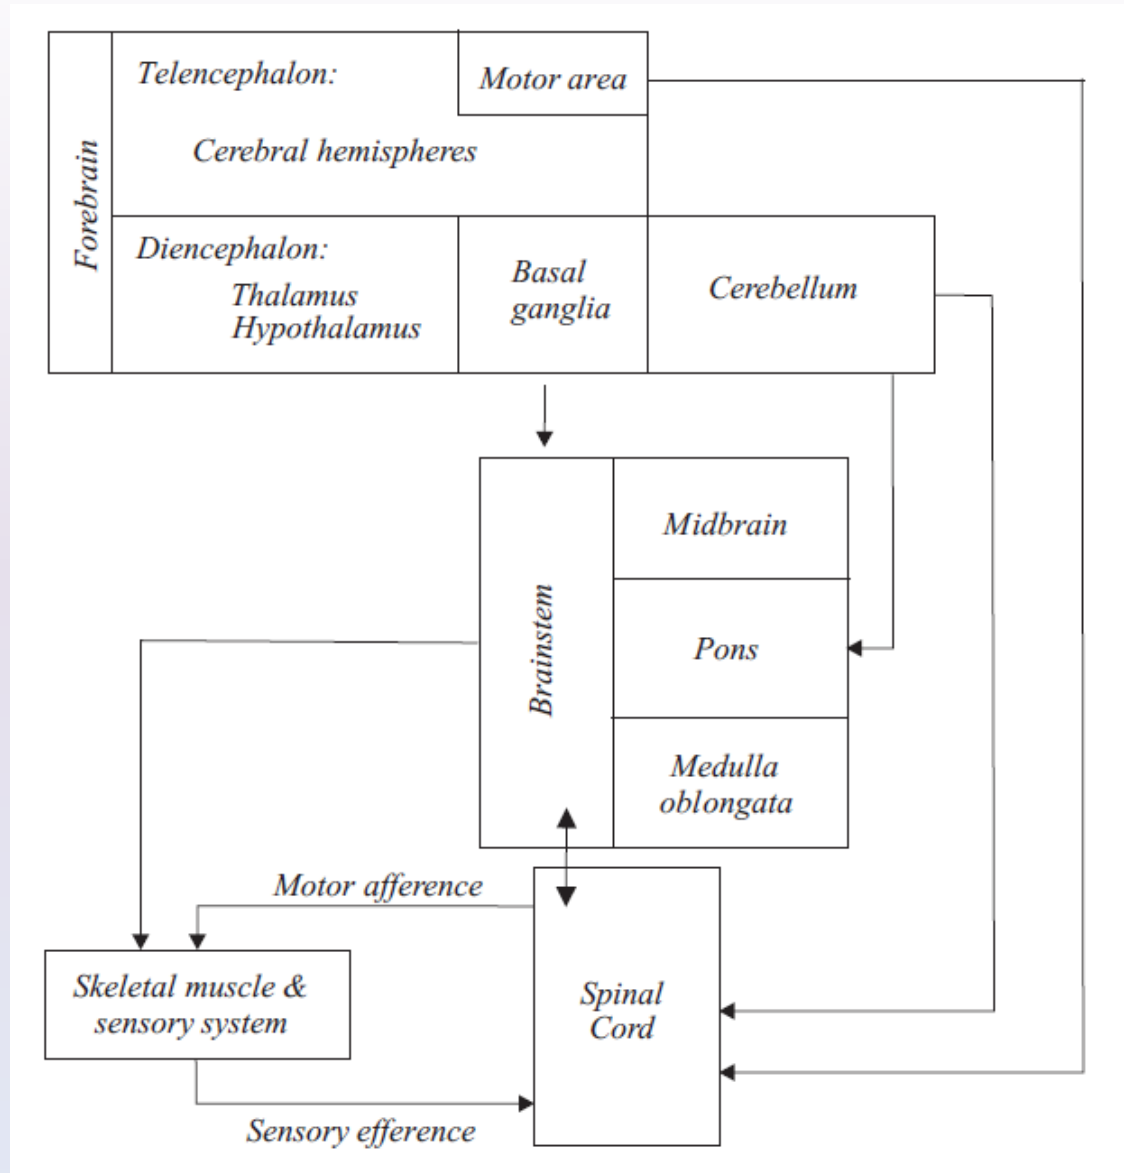 Forebrain
Telencephalon:
Motor area
Cerebral hemispheres
Diencephalon:
Thalamus
Hypothalamus
Basal
ganglia
Cerebellum
Brainstem
Midbrain
Pons
Medulla
oblongata
Motor afference
Skeletal muscle &
sensory system
Spinal
Cord
Sensory efference